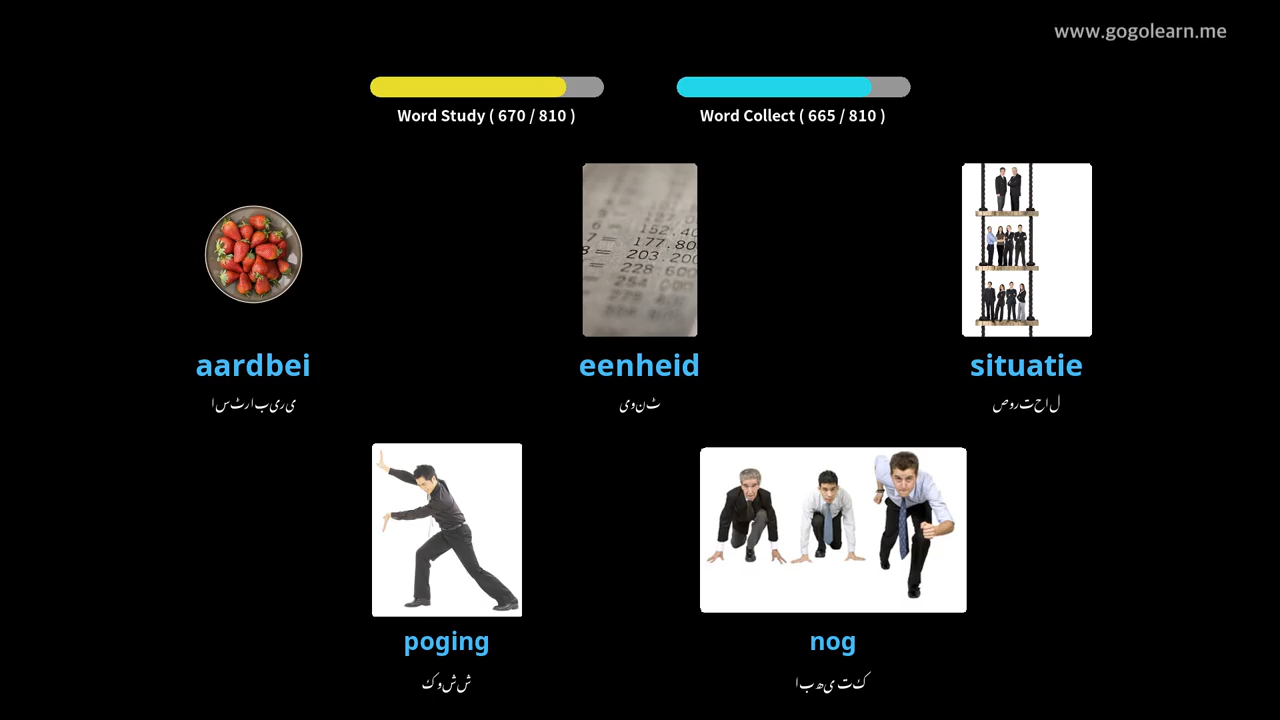 www.gogolearn.me
Word Study ( 670 / 810 )
Word Collect ( 665 / 810 )
aardbei
اسٹرابیری
eenheid
یونٹ
situatie
صورتحال
poging
کوشش
nog
ابھی تک